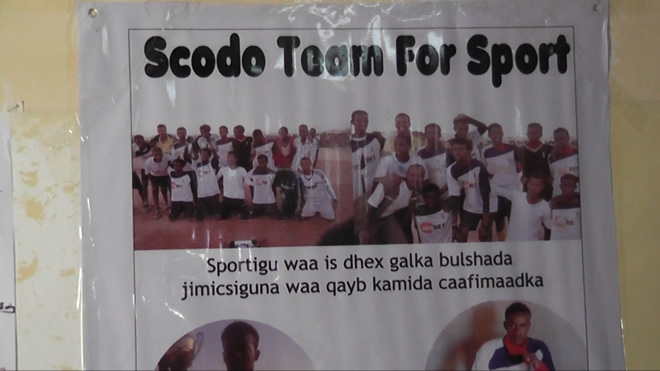 Scodo Team For Sport
Sportigu waa is dhex galka bulshada
jimicsiguna waa qayb kamida caafimaadka